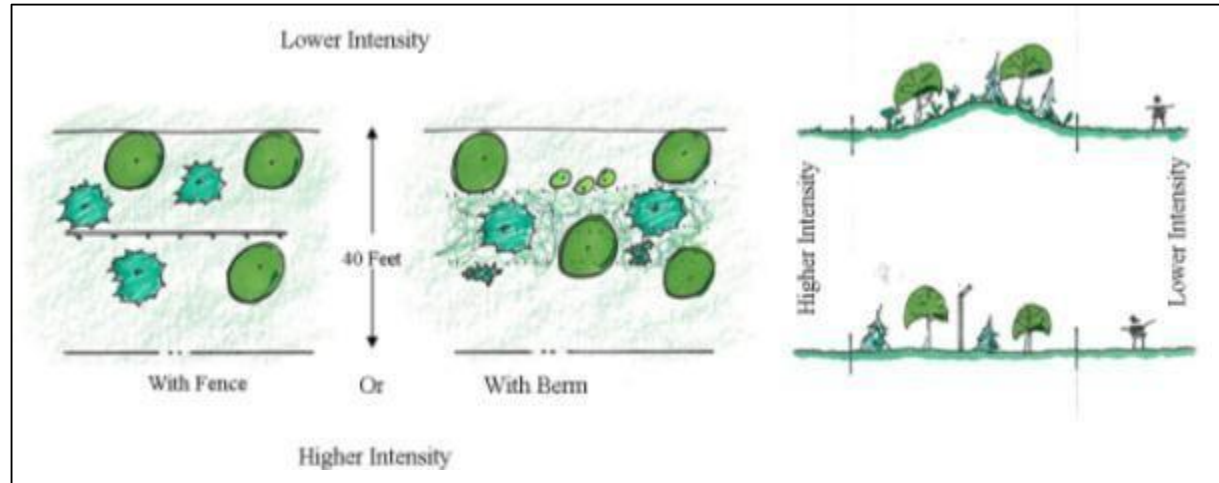 Lower Intensity
40 Feet
With Fence
Or
With Berm
Higher Intensity
Higher Intensity
Lower Intensity